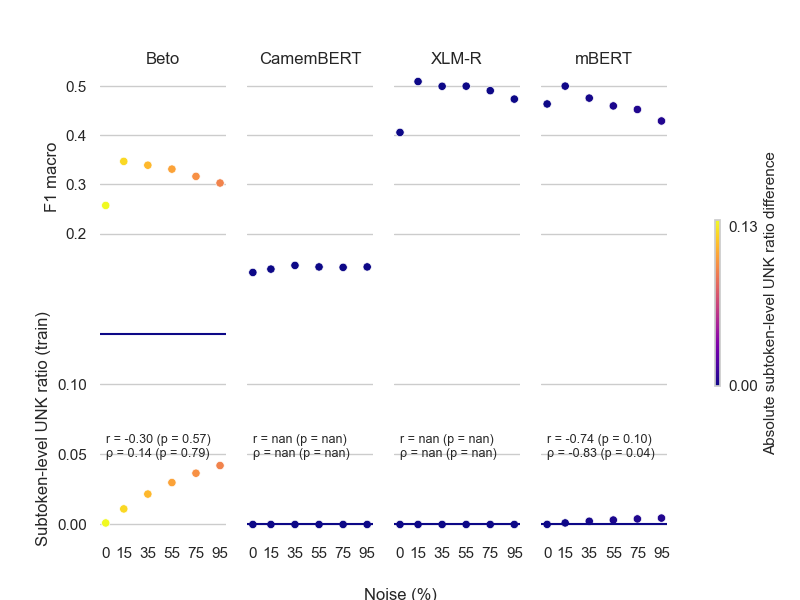 Beto CamemBERT XLM-R mBERT
F1 macro
0.5
0.4
0.3
0.2
Subtoken-level UNK ratio (train)
0.10
0.05
0.00
r = -0.30 (p = 0.57)
ρ = 0.14 (p = 0.79)
r = nan (p = nan)
ρ = nan (p = nan)
r = nan (p = nan)
ρ = nan (p = nan)
r = -0.74 (p = 0.10)
ρ = -0.83 (p = 0.04)
0 15 35 55 75 95 0 15 35 55 75 95 0 15 35 55 75 95 0 15 35 55 75 95
Noise (%)
0.13
0.00
Absolute subtoken-level UNK ratio difference